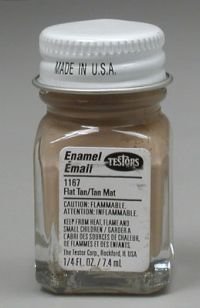 MADE IN U.S.A.
Enamel
Émail
TESTORS
1167
Flat Tan/Tan Mat
CAUTION: FLAMMABLE.
ATTENTION: INFLAMMABLE.
KEEP FROM HEAT, FLAME AND
SMALL CHILDREN / GARDER A
L'ABRI DES SOURCES DE CHALEUR,
DE FLAMMES ET DES ENFANTS.
The Testor Corp., Rockford, IL USA
1/4 FL. OZ. / 7.4 mL